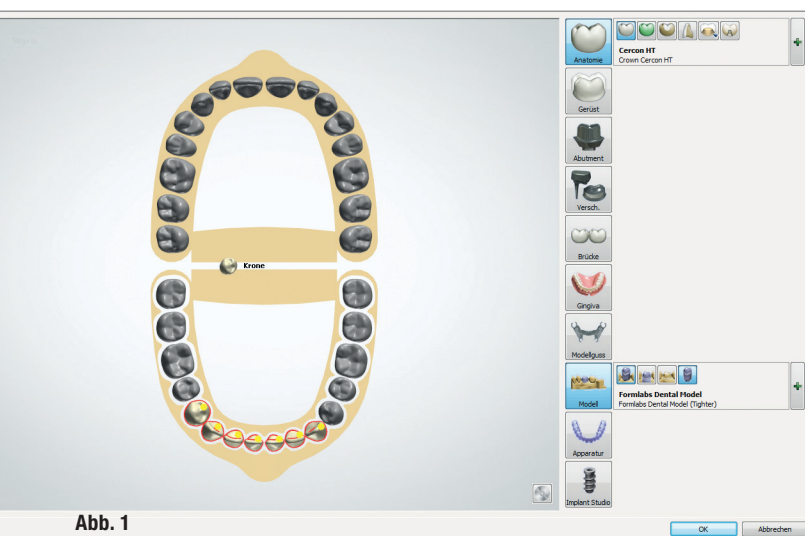 Anatomie
Cercon HT
Crown Cercon HT
Gerüst
Abutment
Versch.
Brücke
Krone
Gingiva
Modellguss
Modell
Formlabs Dental Model
Formlabs Dental Model (Tighter)
Apparatur
Implant Studio
Abb. 1
OK
Abbrechen